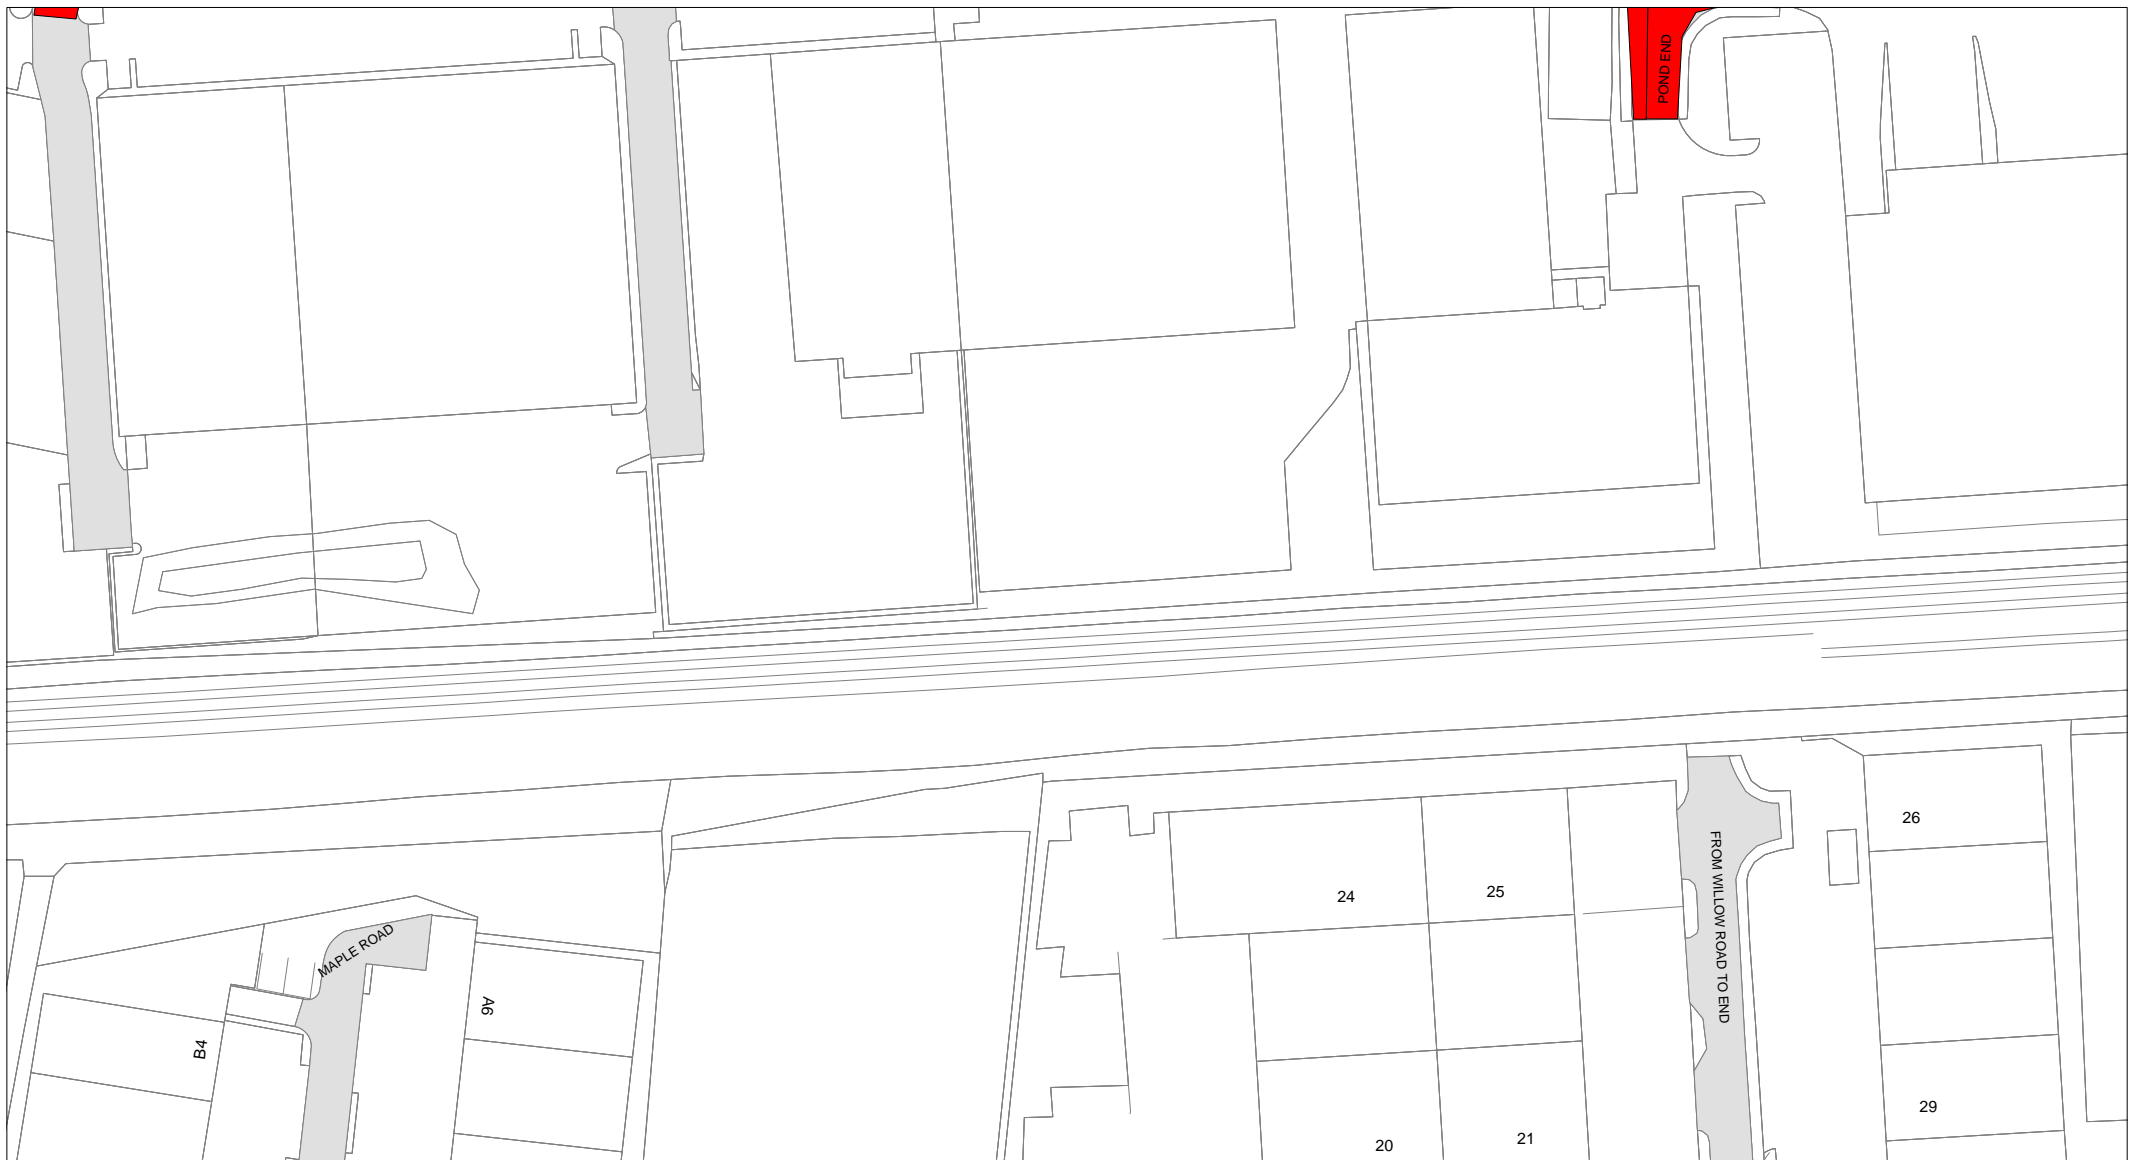 POND END
26
24
25
FROM WILLOW ROAD TO END
MAPLE ROAD
A6
B4
29
20
21